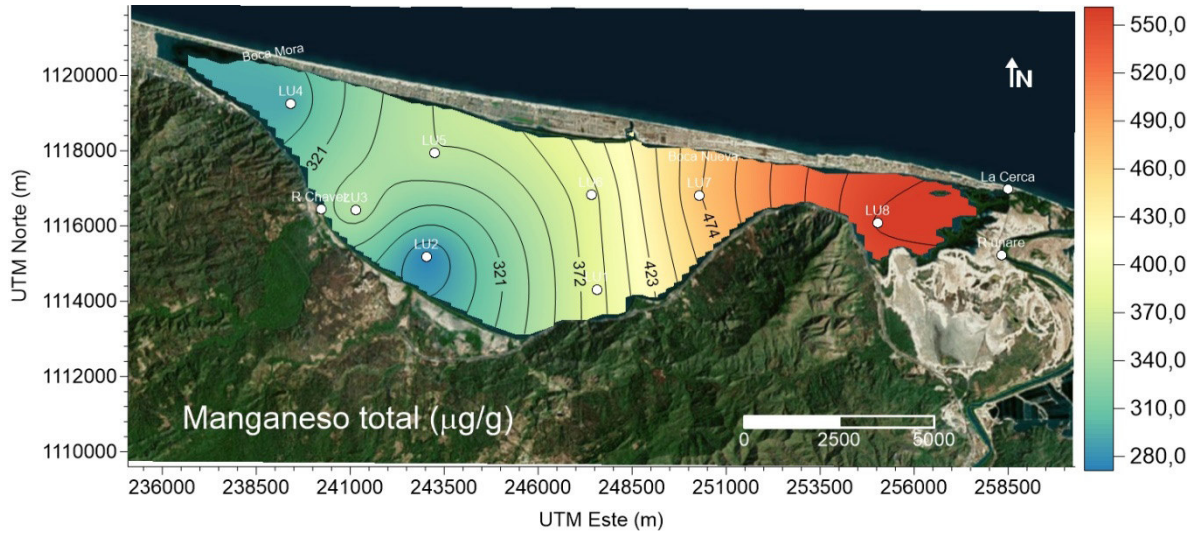 Boca Mora
N
LU4
321
LU5
R Chavez
LU3
LU2
321
372
LU6
U1
423
Boca Nueva
LU7
474
LU8
La Cerca
R unare
Manganeso total (µg/g)
0 2500 5000
1120000
1118000
1116000
1114000
1112000
1110000
UTM Norte (m)
236000 238500 241000 243500 246000 248500 251000 253500 256000 258500
UTM Este (m)
550,0
520,0
490,0
460,0
430,0
400,0
370,0
340,0
310,0
280,0